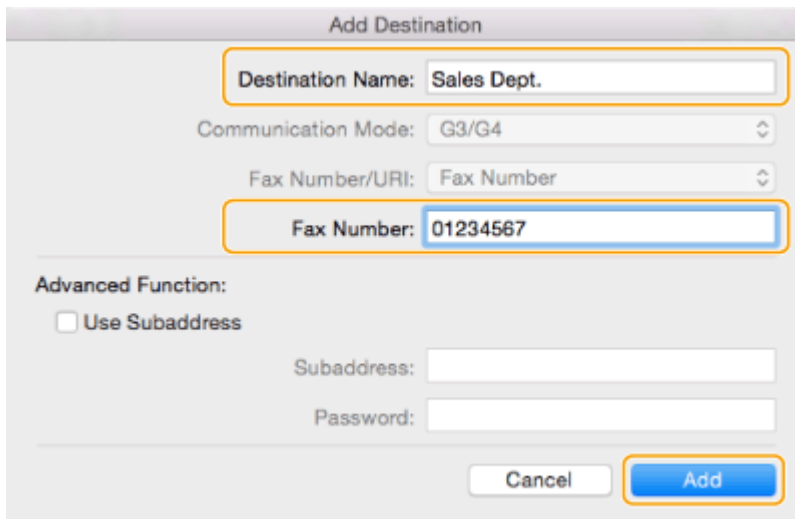 Add Destination
Destination Name: Sales Dept.
Communication Mode: G3/G4
Fax Number/URI: Fax Number
Fax Number: 01234567
Advanced Function:
Use Subaddress
Subaddress:
Password:
Cancel Add